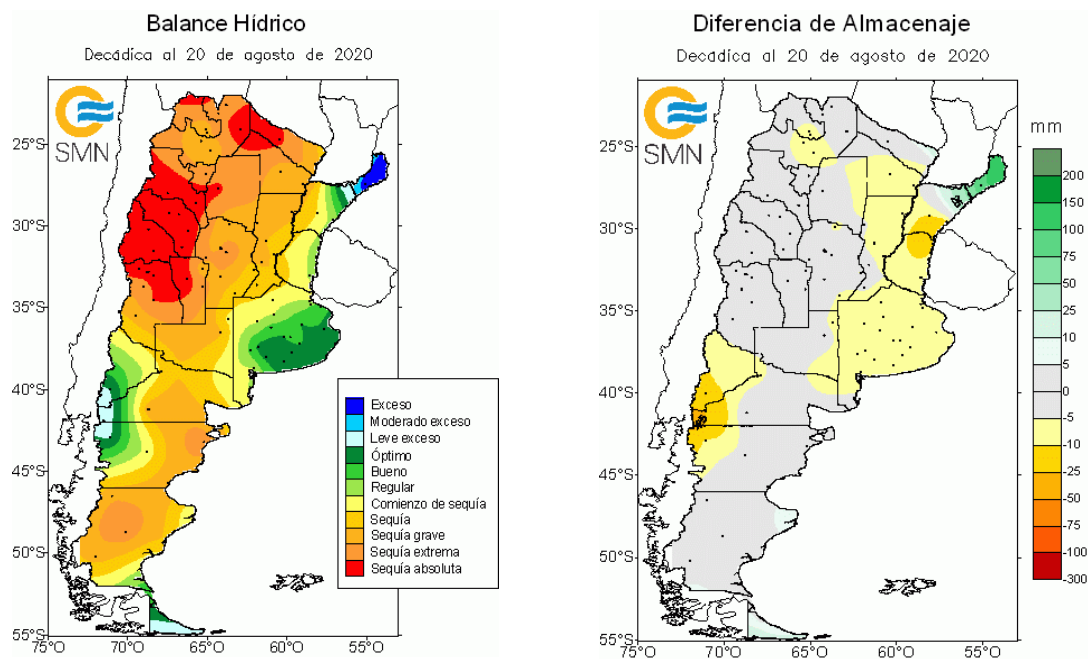 Balance Hídrico
Decádica al 20 de agosto de 2020
SMN
25°S
30°S
35°S
40°S
45°S
50°S
55°S
75°O 70°O 65°O 60°O 55°O
Exceso
Moderado exceso
Leve exceso
Óptimo
Bueno
Regular
Comienzo de sequía
Sequía
Sequía grave
Sequía extrema
Sequía absoluta
Diferencia de Almacenaje
Decádica al 20 de agosto de 2020
SMN
25°S
30°S
35°S
40°S
45°S
50°S
55°S
75°O 70°O 65°O 60°O 55°O
mm
200
150
100
75
50
25
10
5
0
-5
-10
-25
-50
-75
-100
-300